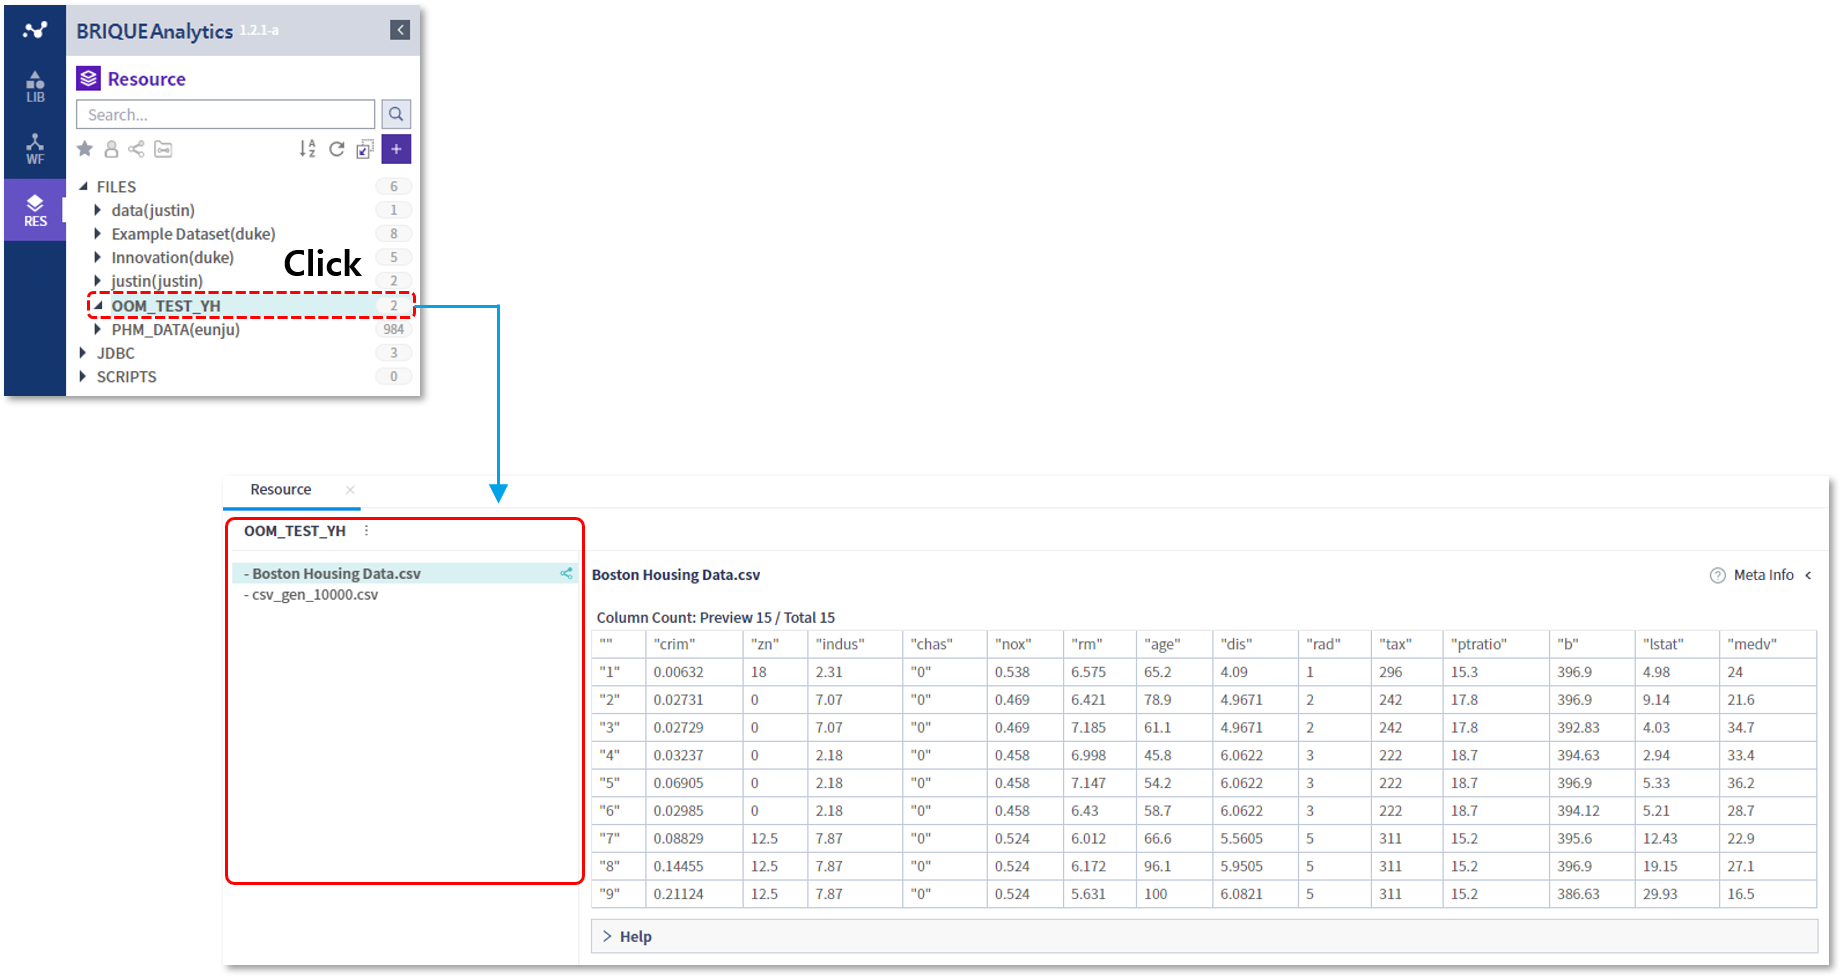 BRIQUE Analytics 1.2.1-a
LIB
WF
RES
Resource
Search...
FILES 6
data(justin) 1
Example Dataset(duke) 8
Innovation(duke) 5
justin(justin) 2
OOM_TEST_YH 2
PHM_DATA(eunju) 984
JDBC 3
SCRIPTS 0
Click
Resource
OOM_TEST_YH
- Boston Housing Data.csv
- csv_gen_10000.csv
Boston Housing Data.csv
Meta Info
Column Count: Preview 15 / Total 15
"" "crim" "zn" "indus" "chas" "nox" "rm" "age" "dis" "rad" "tax" "ptratio" "b" "lstat" "medv"
"1" 0.00632 18 2.31 "0" 0.538 6.575 65.2 4.09 1 296 15.3 396.9 4.98 24
"2" 0.02731 0 7.07 "0" 0.469 6.421 78.9 4.9671 2 242 17.8 396.9 9.14 21.6
"3" 0.02729 0 7.07 "0" 0.469 7.185 61.1 4.9671 2 242 17.8 392.83 4.03 34.7
"4" 0.03237 0 2.18 "0" 0.458 6.998 45.8 6.0622 3 222 18.7 394.63 2.94 33.4
"5" 0.06905 0 2.18 "0" 0.458 7.147 54.2 6.0622 3 222 18.7 396.9 5.33 36.2
"6" 0.02985 0 2.18 "0" 0.458 6.43 58.7 6.0622 3 222 18.7 394.12 5.21 28.7
"7" 0.08829 12.5 7.87 "0" 0.524 6.012 66.6 5.5605 5 311 15.2 395.6 12.43 22.9
"8" 0.14455 12.5 7.87 "0" 0.524 6.172 96.1 5.9505 5 311 15.2 396.9 19.15 27.1
"9" 0.21124 12.5 7.87 "0" 0.524 5.631 100 6.0821 5 311 15.2 386.63 29.93 16.5
Help